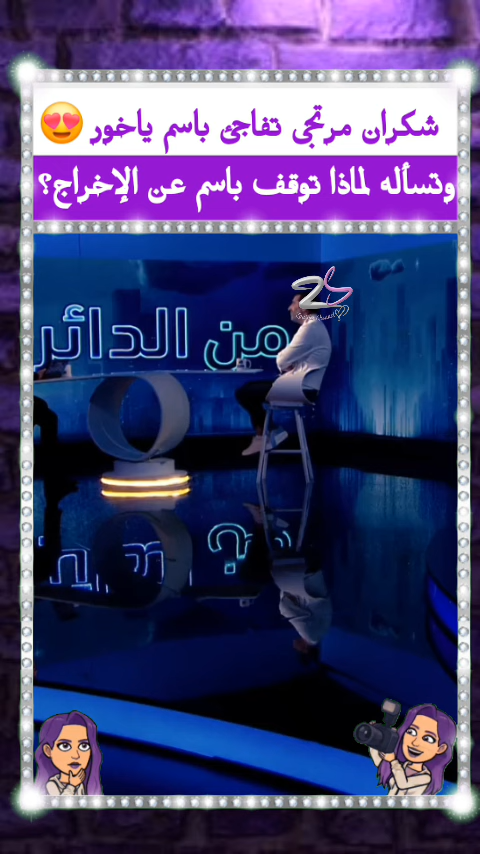 شكران مرتجى تفاجئ باسم ياخور😍
وتسأله لماذا توقف باسم عن الإخراج؟
من الدائر